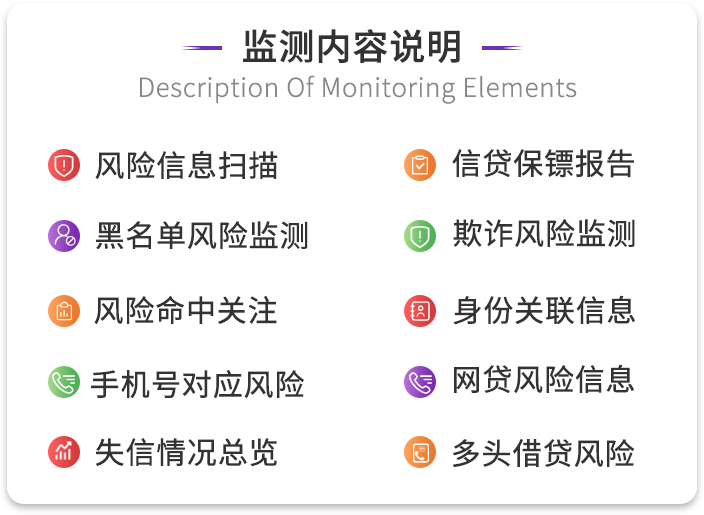 监测内容说明
Description Of Monitoring Elements
风险信息扫描
信贷保镖报告
黑名单风险监测
欺诈风险监测
风险命中关注
身份关联信息
手机号对应风险
网贷风险信息
失信情况总览
多头借贷风险